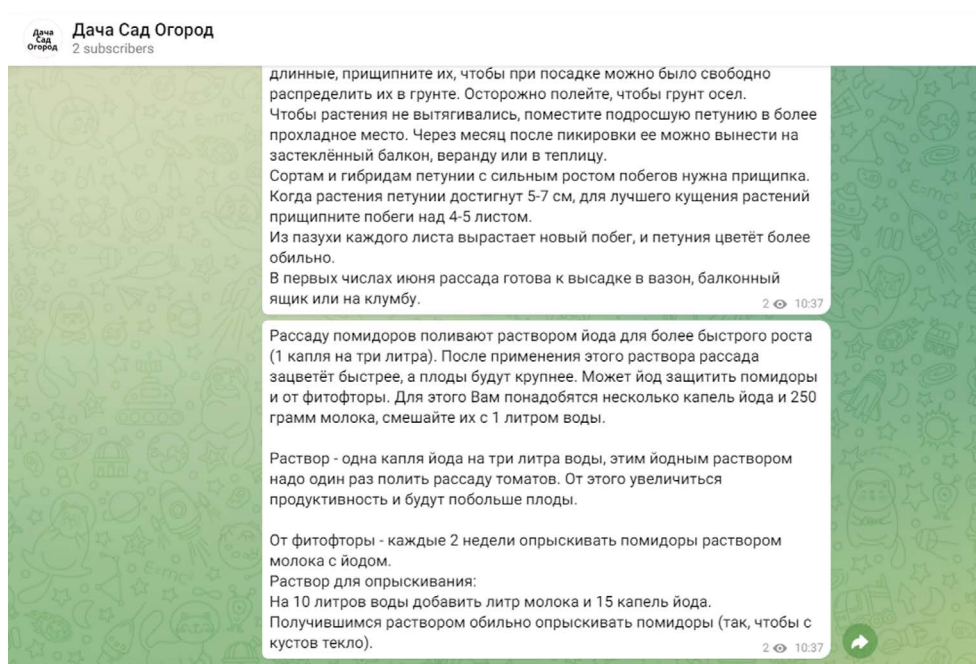 Дача
Сад
Огород
Дача Сад Огород
2 subscribers
длинные, прищипните их, чтобы при посадке можно было свободно
распределить их в грунте. Осторожно полейте, чтобы грунт осел.
Чтобы растения не вытягивались, поместите подросшую петунию в более
прохладное место. Через месяц после пикировки ее можно вынести на
застеклённый балкон, веранду или в теплицу.
Сортам и гибридам петунии с сильным ростом побегов нужна прищипка.
Когда растения петунии достигнут 5-7 см, для лучшего кущения растений
прищипните побеги над 4-5 листом.
Из пазухи каждого листа вырастает новый побег, и петуния цветёт более
обильно.
В первых числах июня рассада готова к высадке в вазон, балконный
ящик или на клумбу.
2 10:37
Рассаду помидоров поливают раствором йода для более быстрого роста
(1 капля на три литра). После применения этого раствора рассада
зацветёт быстрее, а плоды будут крупнее. Может йод защитить помидоры
и от фитофторы. Для этого Вам понадобятся несколько капель йода и 250
грамм молока, смешайте их с 1 литром воды.
Раствор - одна капля йода на три литра воды, этим йодным раствором
надо один раз полить рассаду томатов. От этого увеличиться
продуктивность и будут побольше плоды.
От фитофторы - каждые 2 недели опрыскивать помидоры раствором
молока с йодом.
Раствор для опрыскивания:
На 10 литров воды добавить литр молока и 15 капель йода.
Получившимся раствором обильно опрыскивать помидоры (так, чтобы с
кустов текло).
2 10:37